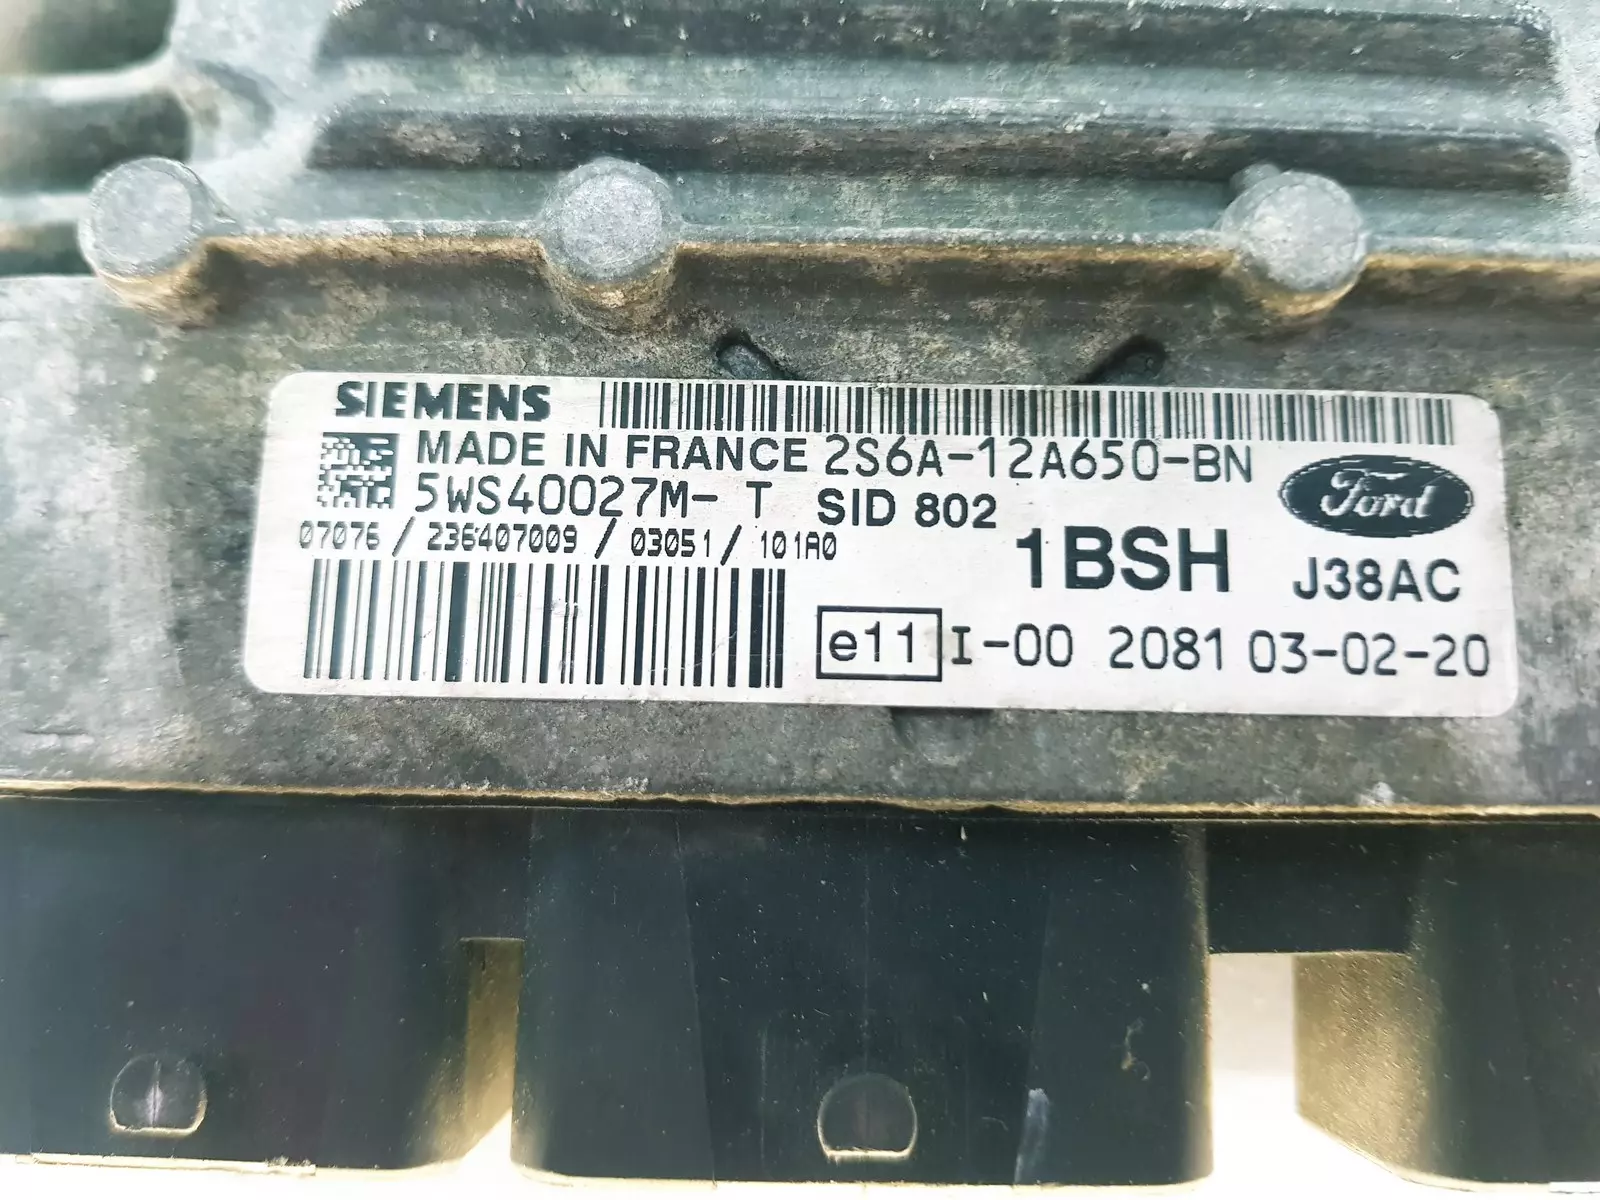 SIEMENS
MADE IN FRANCE 2S6A-12A650-BN
5WS40027M- T SID 802
Ford
07076 / 236407009 / 03051 / 101A0
1BSH J38AC
e11 I-00 2081 03-02-20